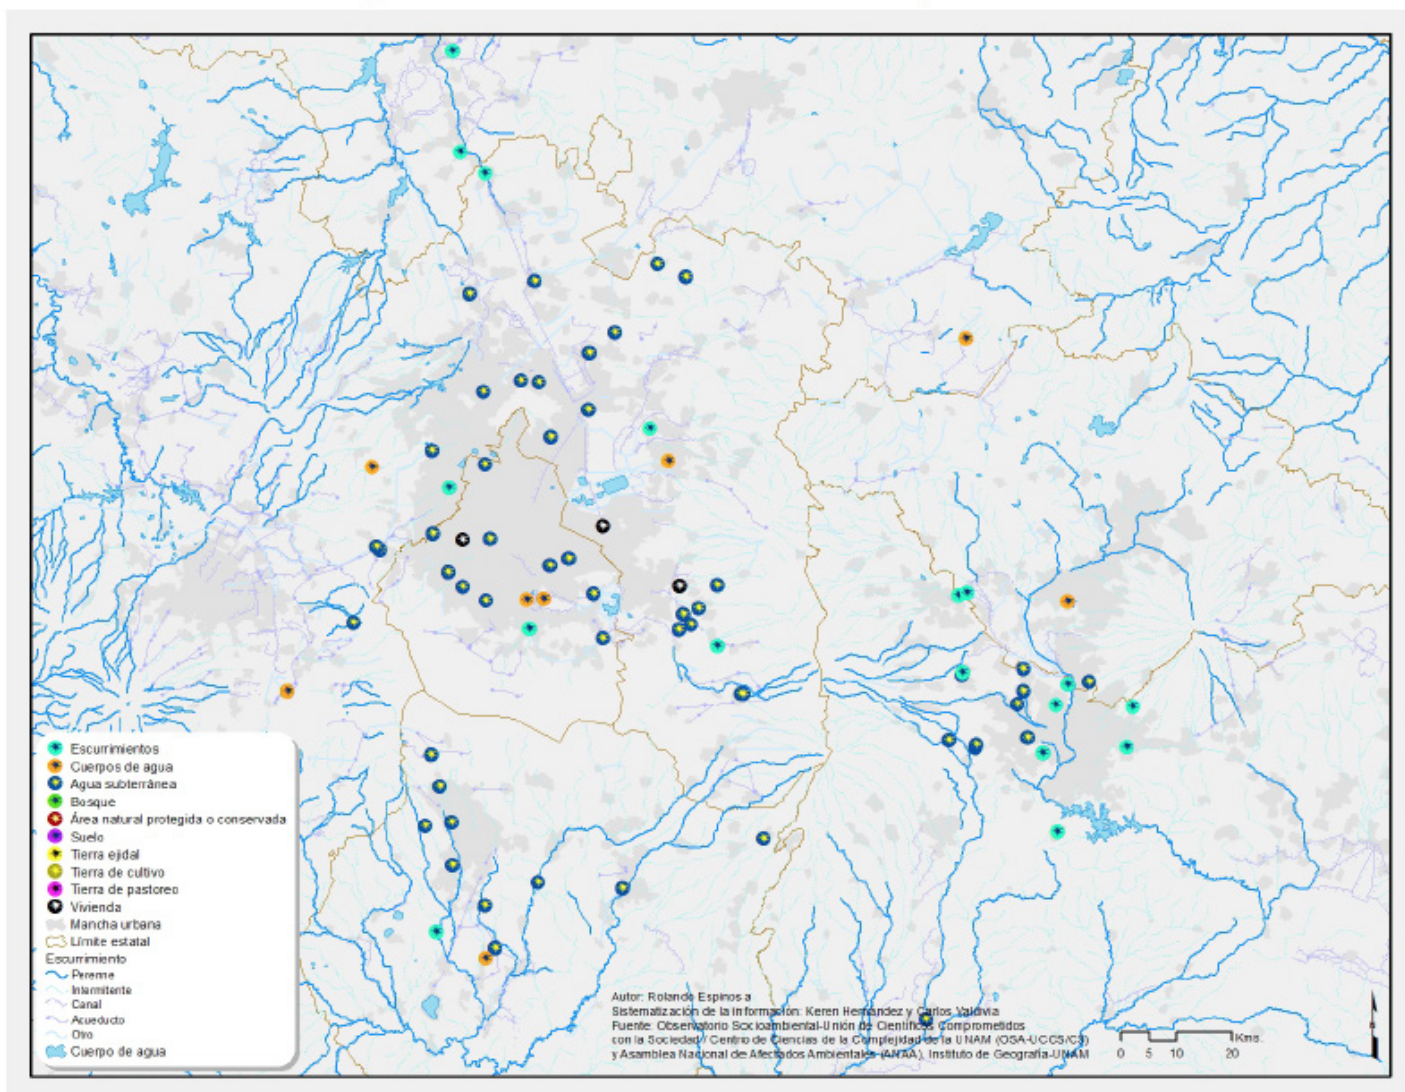 Escurrimientos
Cuerpos de agua
Agua subterránea
Bosque
Área natural protegida o conservada
Suelo
Tierra ejidal
Tierra de cultivo
Tierra de pastoreo
Vivienda
Mancha urbana
Límite estatal
Escurrimiento
Perenne
Intermitente
Canal
Acueducto
Otro
Cuerpo de agua
Autor: Rolando Espinosa
Sistematización de la información: Keren Hernández y Carlos Valdivia
Fuente: Observatorio Socioambiental-Unión de Científicos Comprometidos
con la Sociedad / Centro de Ciencias de la Complejidad de la UNAM (OSA-UCCS/C3)
y Asamblea Nacional de Afectados Ambientales (ANAA), Instituto de Geografía-UNAM
Kms.
0 5 10 20